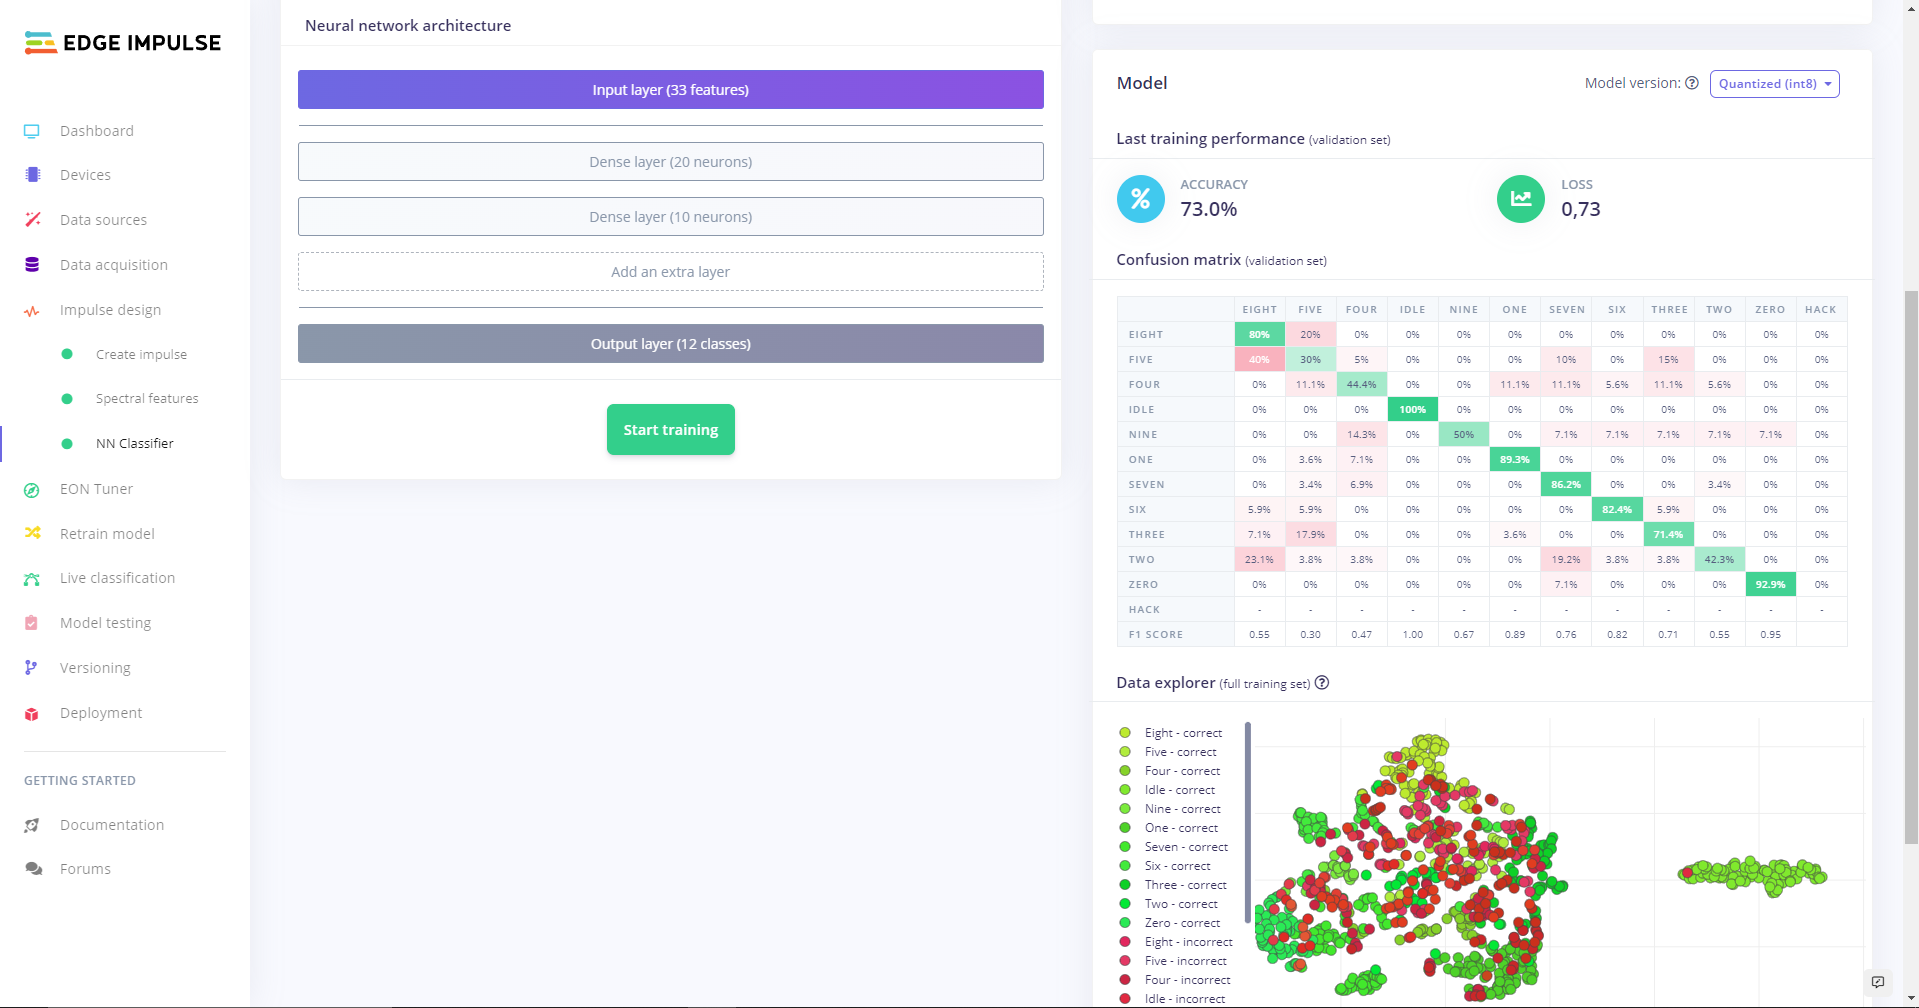 EDGE IMPULSE
Dashboard
Devices
Data sources
Data acquisition
Impulse design
Create impulse
Spectral features
NN Classifier
EON Tuner
Retrain model
Live classification
Model testing
Versioning
Deployment
GETTING STARTED
Documentation
Forums
Neural network architecture
Input layer (33 features)
Dense layer (20 neurons)
Dense layer (10 neurons)
Add an extra layer
Output layer (12 classes)
Start training
Model
Model version: Quantized (int8)
Last training performance (validation set)
% ACCURACY
73.0%
LOSS
0,73
Confusion matrix (validation set)
EIGHT FIVE FOUR IDLE NINE ONE SEVEN SIX THREE TWO ZERO HACK
EIGHT 80% 20% 0% 0% 0% 0% 0% 0% 0% 0% 0% 0%
FIVE 40% 30% 5% 0% 0% 0% 10% 0% 15% 0% 0% 0%
FOUR 0% 11.1% 44.4% 0% 0% 11.1% 11.1% 5.6% 11.1% 5.6% 0% 0%
IDLE 0% 0% 0% 100% 0% 0% 0% 0% 0% 0% 0% 0%
NINE 0% 0% 14.3% 0% 50% 0% 7.1% 7.1% 7.1% 7.1% 7.1% 0%
ONE 0% 3.6% 7.1% 0% 0% 89.3% 0% 0% 0% 0% 0% 0%
SEVEN 0% 3.4% 6.9% 0% 0% 0% 86.2% 0% 0% 3.4% 0% 0%
SIX 5.9% 5.9% 0% 0% 0% 0% 0% 82.4% 5.9% 0% 0% 0%
THREE 7.1% 17.9% 0% 0% 0% 3.6% 0% 0% 71.4% 0% 0% 0%
TWO 23.1% 3.8% 3.8% 0% 0% 0% 19.2% 3.8% 3.8% 42.3% 0% 0%
ZERO 0% 0% 0% 0% 0% 0% 7.1% 0% 0% 0% 92.9% 0%
HACK - - - - - - - - - - - -
F1 SCORE 0.55 0.30 0.47 1.00 0.67 0.89 0.76 0.82 0.71 0.55 0.95
Data explorer (full training set)
Eight - correct
Five - correct
Four - correct
Idle - correct
Nine - correct
One - correct
Seven - correct
Six - correct
Three - correct
Two - correct
Zero - correct
Eight - incorrect
Five - incorrect
Four - incorrect
Idle - incorrect